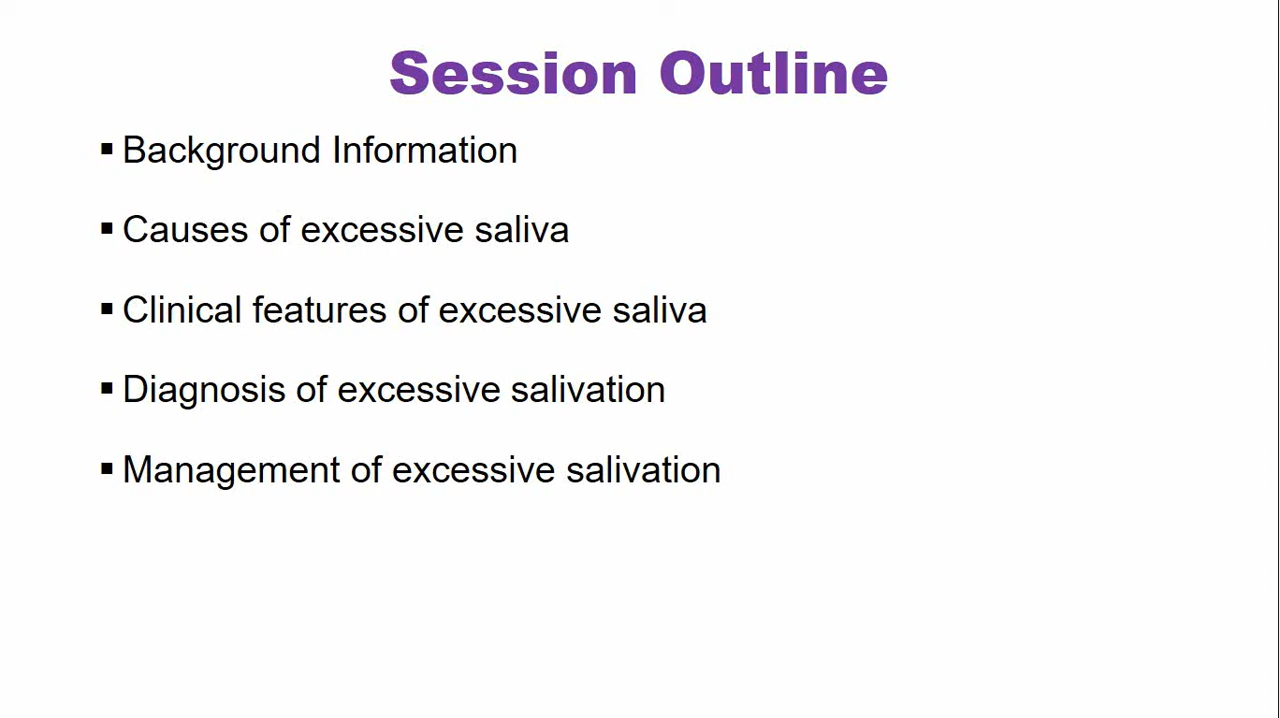 Session Outline
▪ Background Information
▪ Causes of excessive saliva
▪ Clinical features of excessive saliva
▪ Diagnosis of excessive salivation
▪ Management of excessive salivation